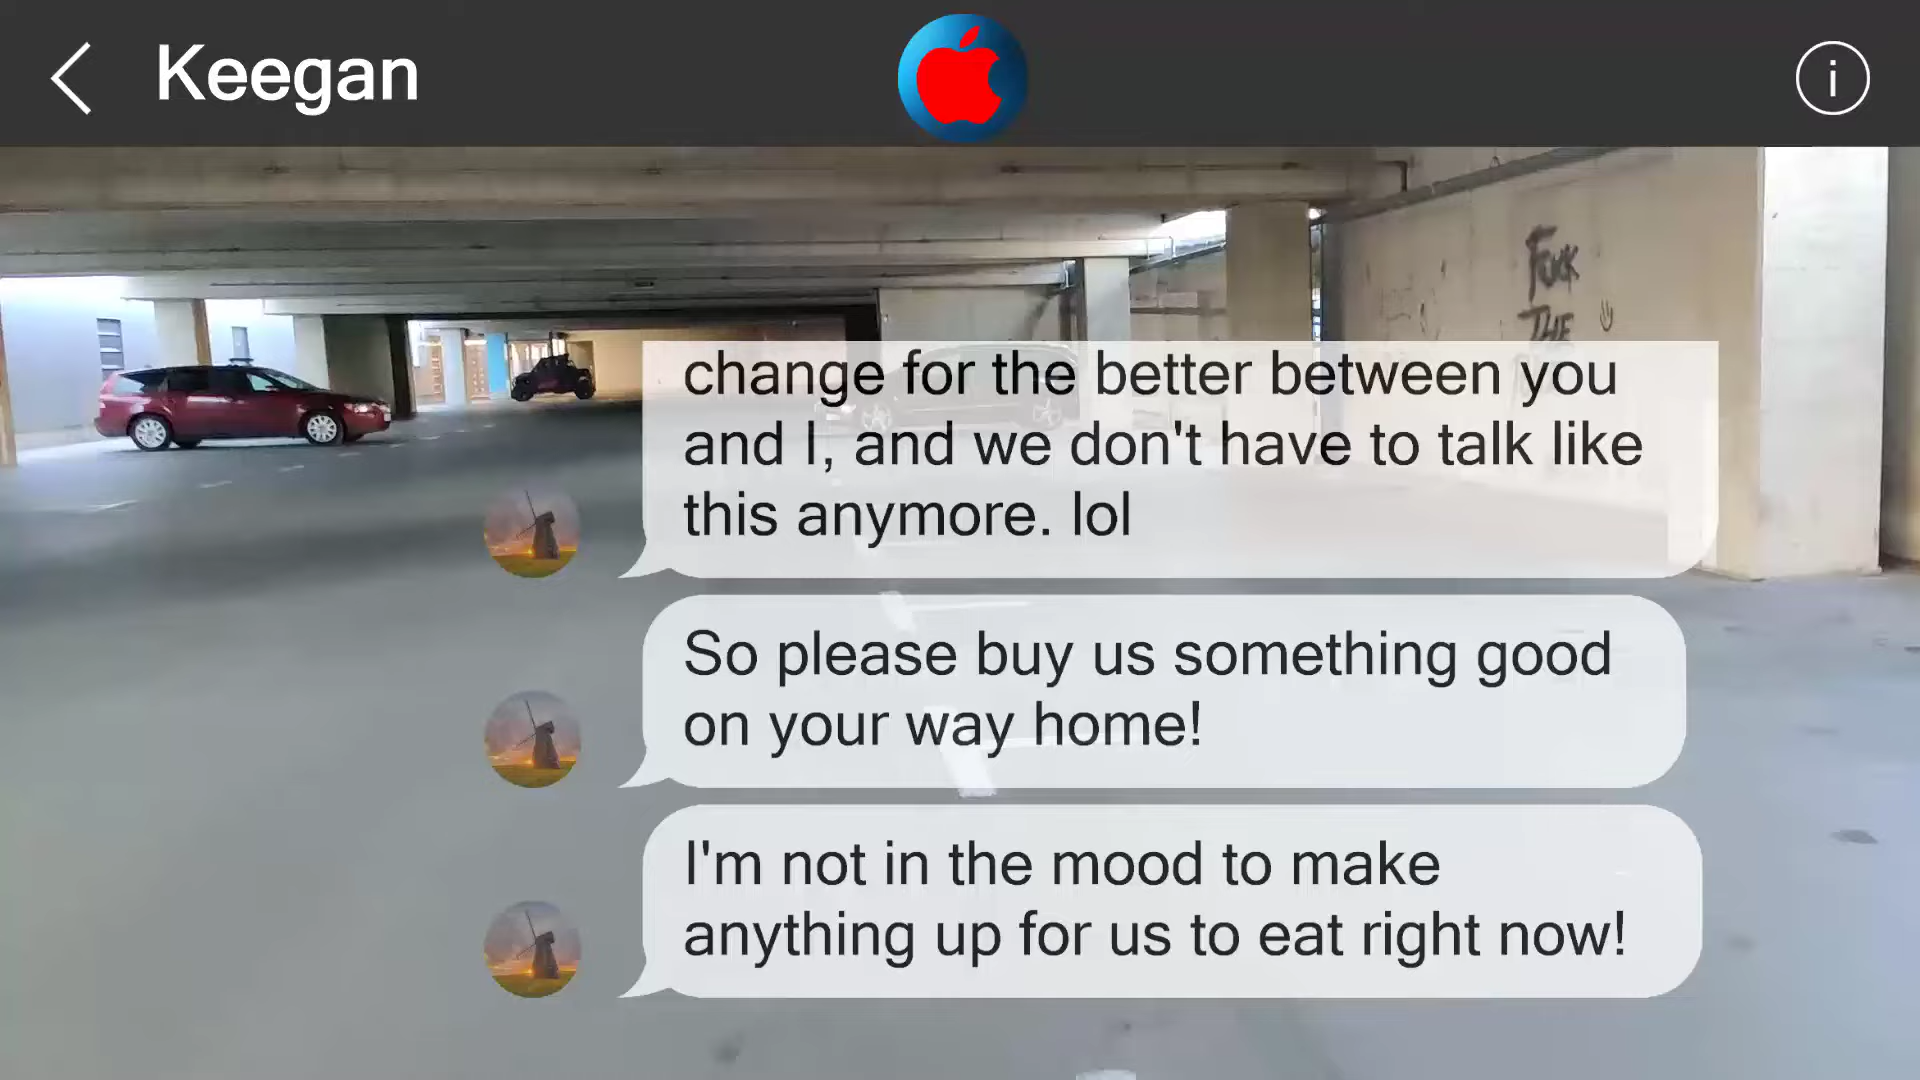 Keegan
i
FUCK
THE
change for the better between you
and I, and we don't have to talk like
this anymore. lol
So please buy us something good
on your way home!
I'm not in the mood to make
anything up for us to eat right now!